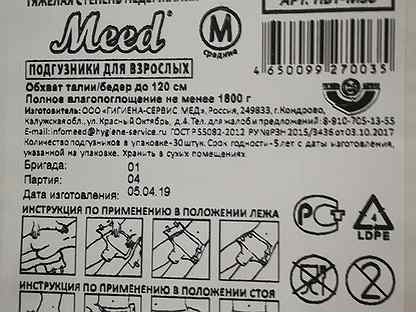 ТЯЖЕЛАЯ СТЕПЕНЬ
Meed®
M
средние
4650099270035
ПОДГУЗНИКИ ДЛЯ ВЗРОСЛЫХ
Обхват талии/бедер до 120 см
Полное влагопоглощение не менее 1800 г
Изготовитель: ООО «ГИГИЕНА-СЕРВИС МЕД», Россия, 249833, г. Кондрово,
Калужская обл., ул. Красный Октябрь, д.4. Тел. для жалоб и предложений: 8-910-705-13-55
E-mail: infomeed@hygiene-service.ru ГОСТ Р 55082-2012 РУ №РЗН 2015/3436 от 03.10.2017
Количество подгузников в упаковке-30 штук. Срок годности-5 лет с даты изготовления,
указанной на упаковке. Хранить в сухих помещениях.
Бригада: 01
Партия: 04
Дата изготовления: 05.04.19
ИНСТРУКЦИЯ ПО ПРИМЕНЕНИЮ В ПОЛОЖЕНИИ ЛЕЖА
4
LDPE
2
ИНСТРУКЦИЯ ПО ПРИМЕНЕНИЮ В ПОЛОЖЕНИИ СТОЯ